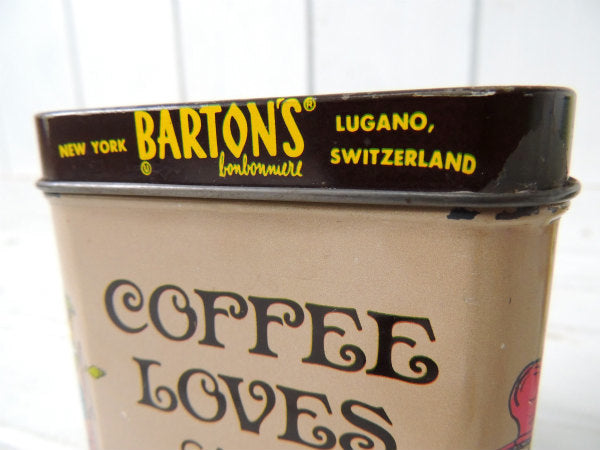 NEW YORK BARTON'S® LUGANO,
Ⓤ bonbonniere SWITZERLAND
COFFEE
LOVES